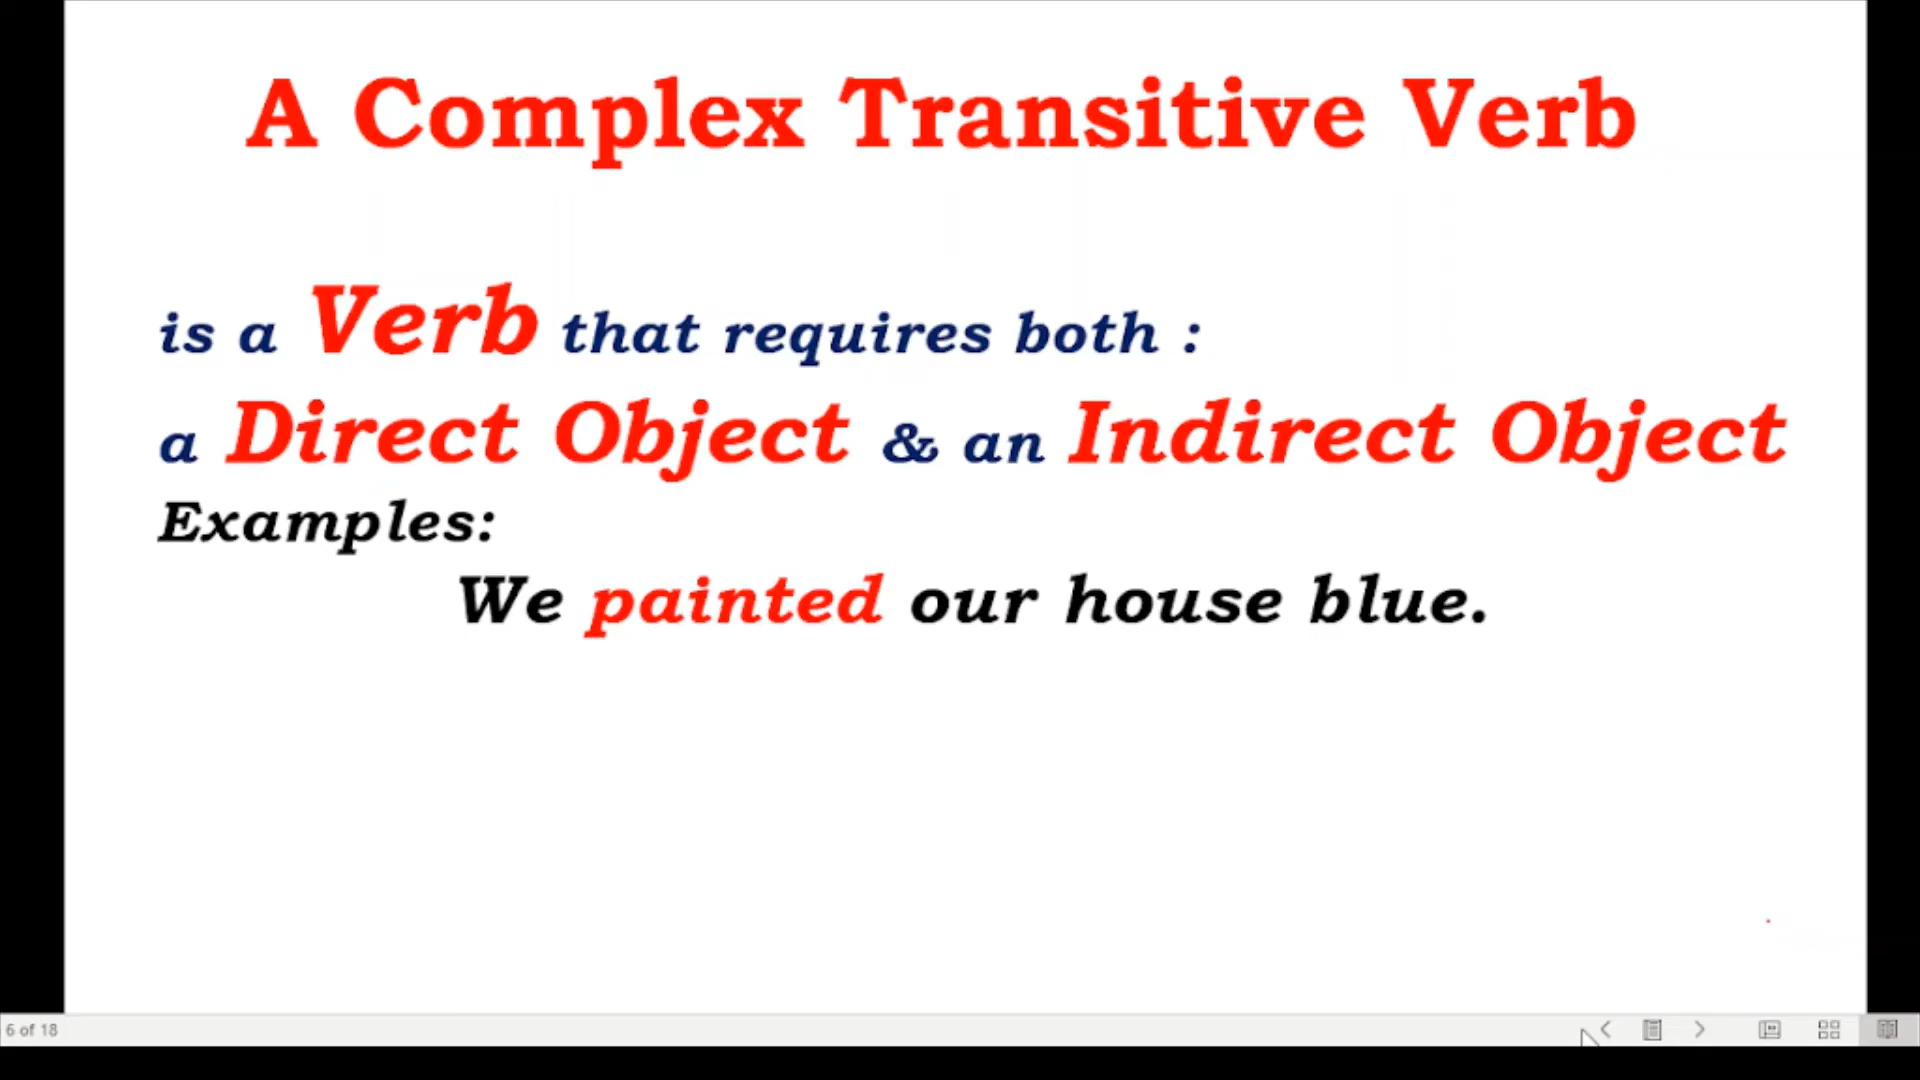 A Complex Transitive Verb
is a Verb that requires both :
a Direct Object & an Indirect Object
Examples:
We painted our house blue.
6 of 18